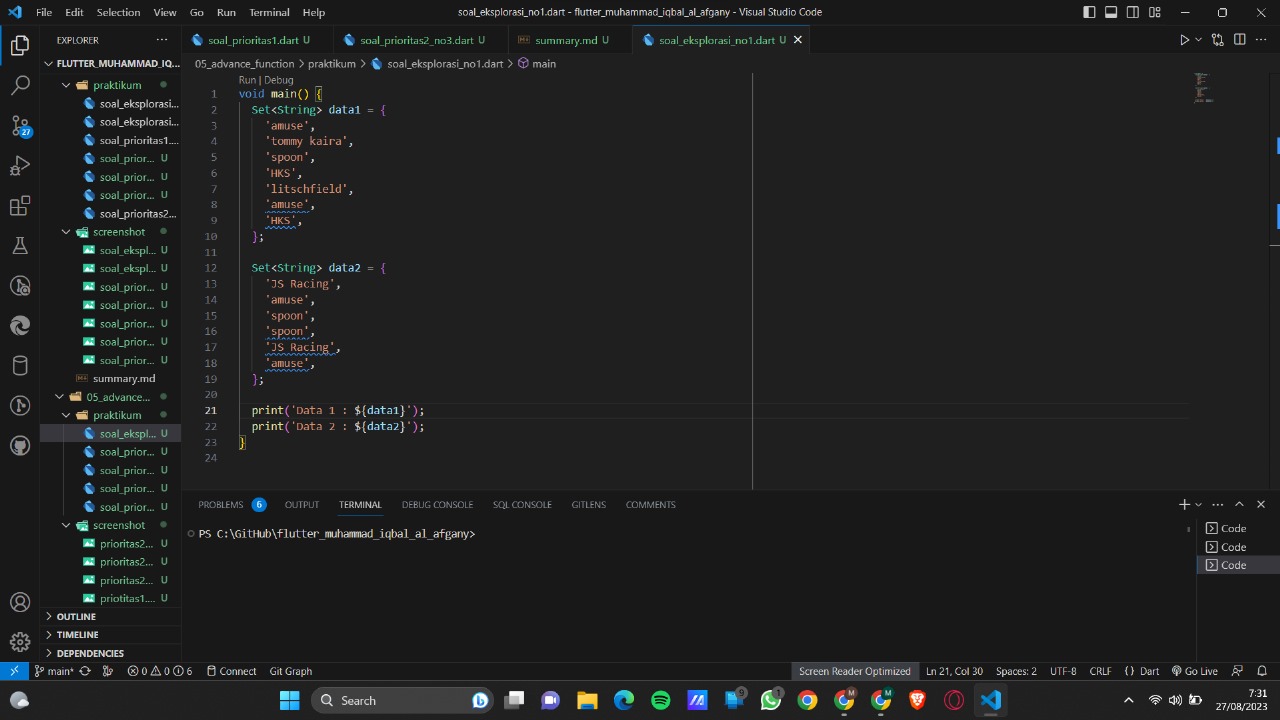 File Edit Selection View Go Run Terminal Help
soal_eksplorasi_no1.dart - flutter_muhammad_iqbal_al_afgany - Visual Studio Code
EXPLORER
FLUTTER_MUHAMMAD_IQ...
praktikum
soal_eksplorasi...
soal_eksplorasi...
soal_prioritas1....
soal_prior... U
soal_prior... U
soal_prior... U
soal_prioritas2...
screenshot
soal_ekspl... U
soal_ekspl... U
soal_prior... U
soal_prior... U
soal_prior... U
soal_prior... U
soal_prior... U
summary.md
05_advance...
praktikum
soal_ekspl... U
soal_prior... U
soal_prior... U
soal_prior... U
soal_prior... U
screenshot
prioritas2... U
prioritas2... U
prioritas2... U
priotitas1.... U
OUTLINE
TIMELINE
DEPENDENCIES
27
soal_prioritas1.dart U
soal_prioritas2_no3.dart U
summary.md U
soal_eksplorasi_no1.dart U
05_advance_function > praktikum > soal_eksplorasi_no1.dart > main
Run | Debug
1 void main() {
2 Set<String> data1 = {
3 'amuse',
4 'tommy kaira',
5 'spoon',
6 'HKS',
7 'litschfield',
8 'amuse',
9 'HKS',
10 };
11
12 Set<String> data2 = {
13 'JS Racing',
14 'amuse',
15 'spoon',
16 'spoon',
17 'JS Racing',
18 'amuse',
19 };
20
21 print('Data 1 : ${data1}');
22 print('Data 2 : ${data2}');
23 }
24
PROBLEMS 6 OUTPUT TERMINAL DEBUG CONSOLE SQL CONSOLE GITLENS COMMENTS
PS C:\GitHub\flutter_muhammad_iqbal_al_afgany>
Code
Code
Code
main* 0 0 6 Connect Git Graph
Screen Reader Optimized Ln 21, Col 30 Spaces: 2 UTF-8 CRLF { } Dart Go Live
Search
9
1
M
M
7:31
27/08/2023